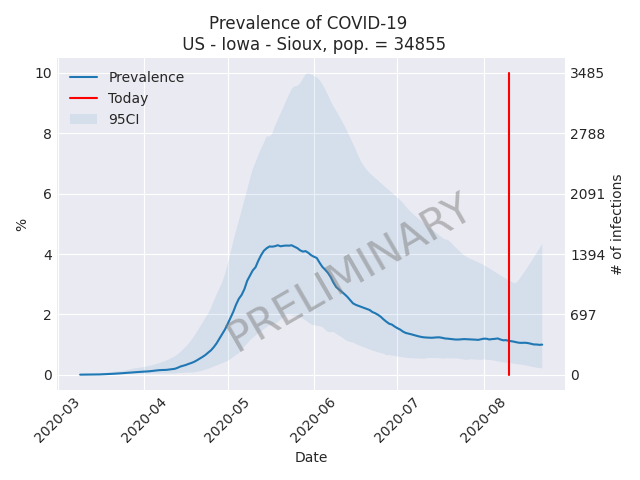 Prevalence of COVID-19
US - Iowa - Sioux, pop. = 34855
Prevalence
Today
95CI
PRELIMINARY
10
8
6
4
2
0
%
3485
2788
2091
1394
697
0
# of infections
2020-03
2020-04
2020-05
2020-06
2020-07
2020-08
Date